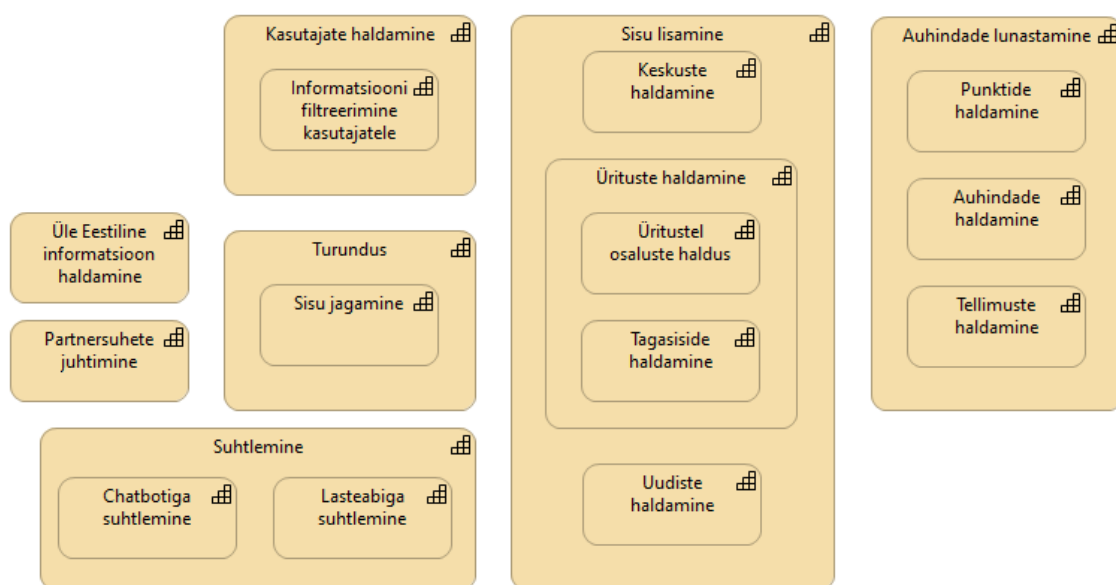 Kasutajate haldamine
Informatsiooni
filtreerimine
kasutajatele
Üle Eestiline
informatsioon
haldamine
Partnersuhete
juhtimine
Turundus
Sisu jagamine
Suhtlemine
Chatbotiga
suhtlemine
Lasteabiga
suhtlemine
Sisu lisamine
Keskuste
haldamine
Ürituste haldamine
Üritustel
osaluste haldus
Tagasiside
haldamine
Uudiste
haldamine
Auhindade lunastamine
Punktide
haldamine
Auhindade
haldamine
Tellimuste
haldamine